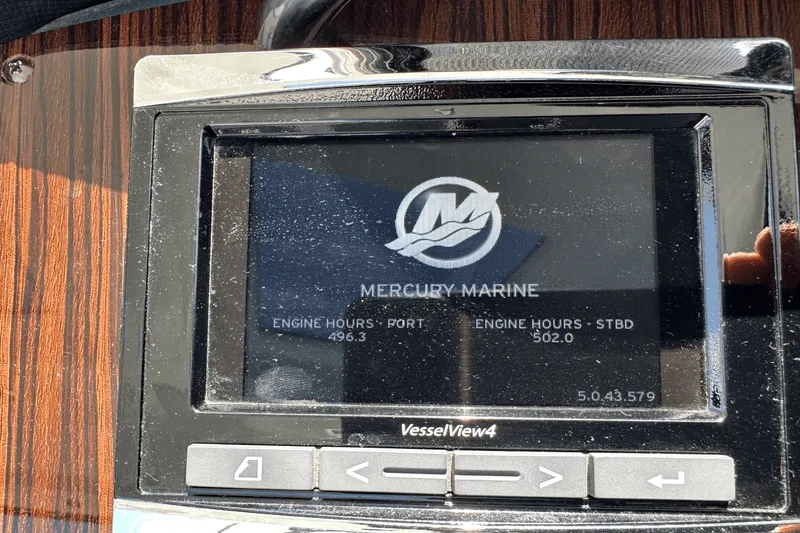 M
MERCURY MARINE
ENGINE HOURS - PORT
496.3
ENGINE HOURS - STBD
502.0
5.0.43.579
VesselView4